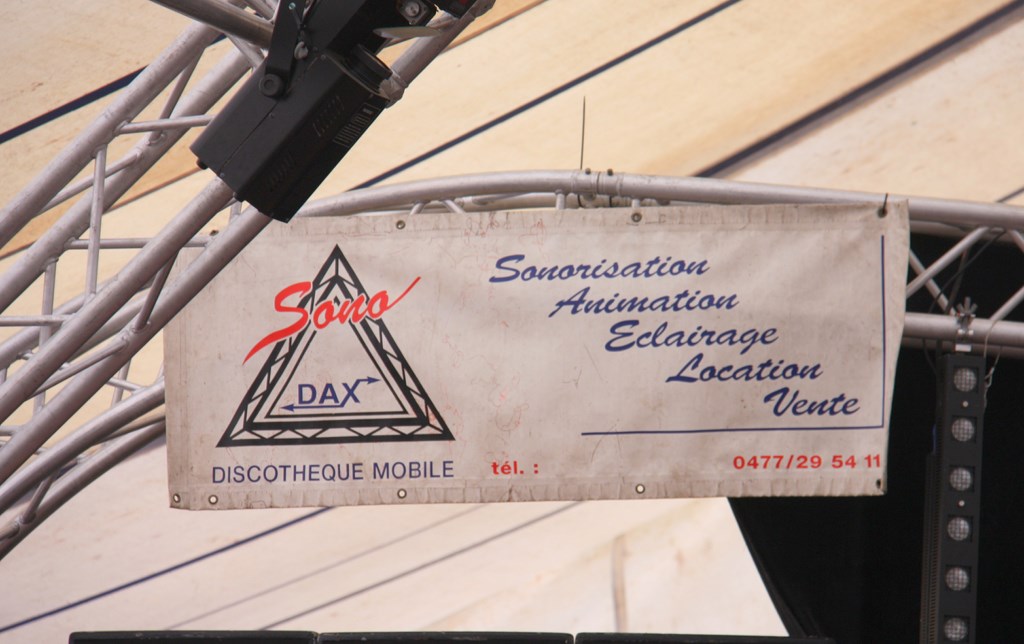 Sono
DAX
DISCOTHEQUE MOBILE
Sonorisation
Animation
Eclairage
Location
Vente
tél. : 0477/29 54 11